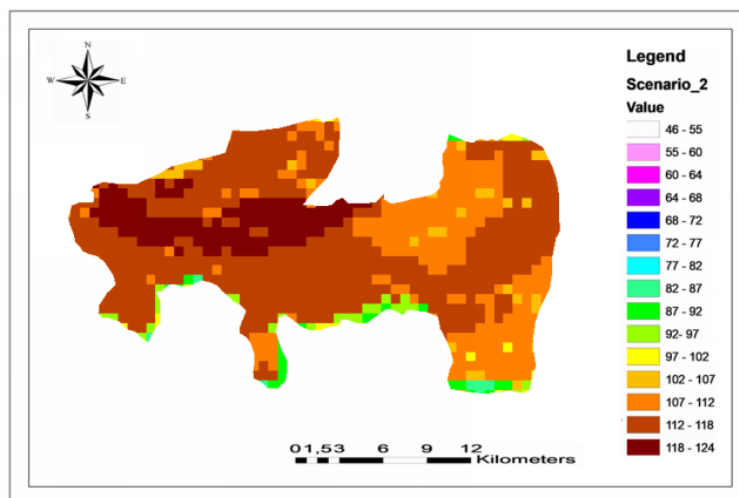 N
W E
S
Legend
Scenario_2
Value
46 - 55
55 - 60
60 - 64
64 - 68
68 - 72
72 - 77
77 - 82
82 - 87
87 - 92
92- 97
97 - 102
102 - 107
107 - 112
112 - 118
118 - 124
01,53 6 9 12
Kilometers